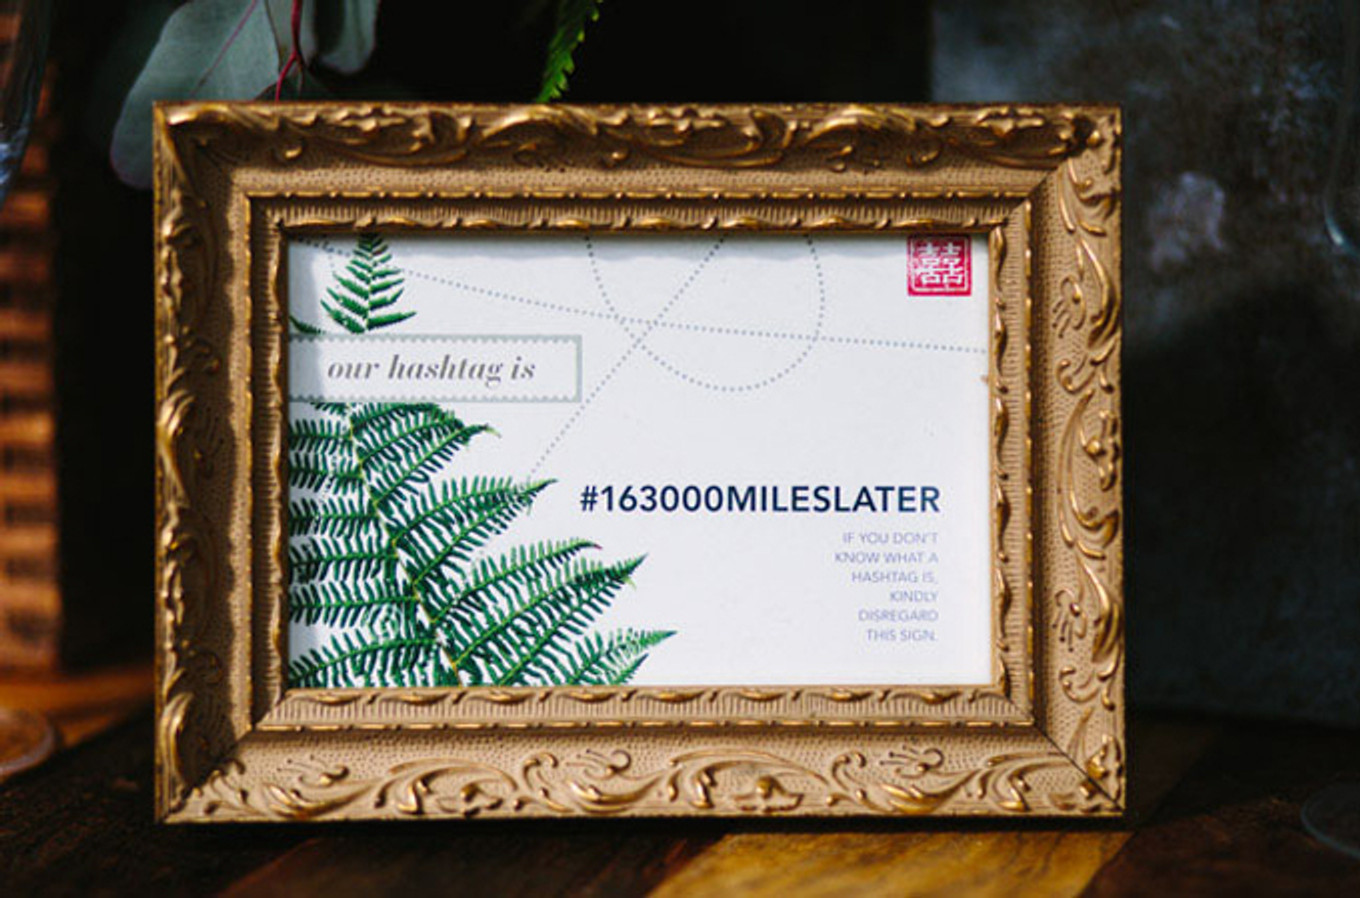 囍
our hashtag is
#163000MILESLATER
IF YOU DON'T
KNOW WHAT A
HASHTAG IS,
KINDLY
DISREGARD
THIS SIGN.